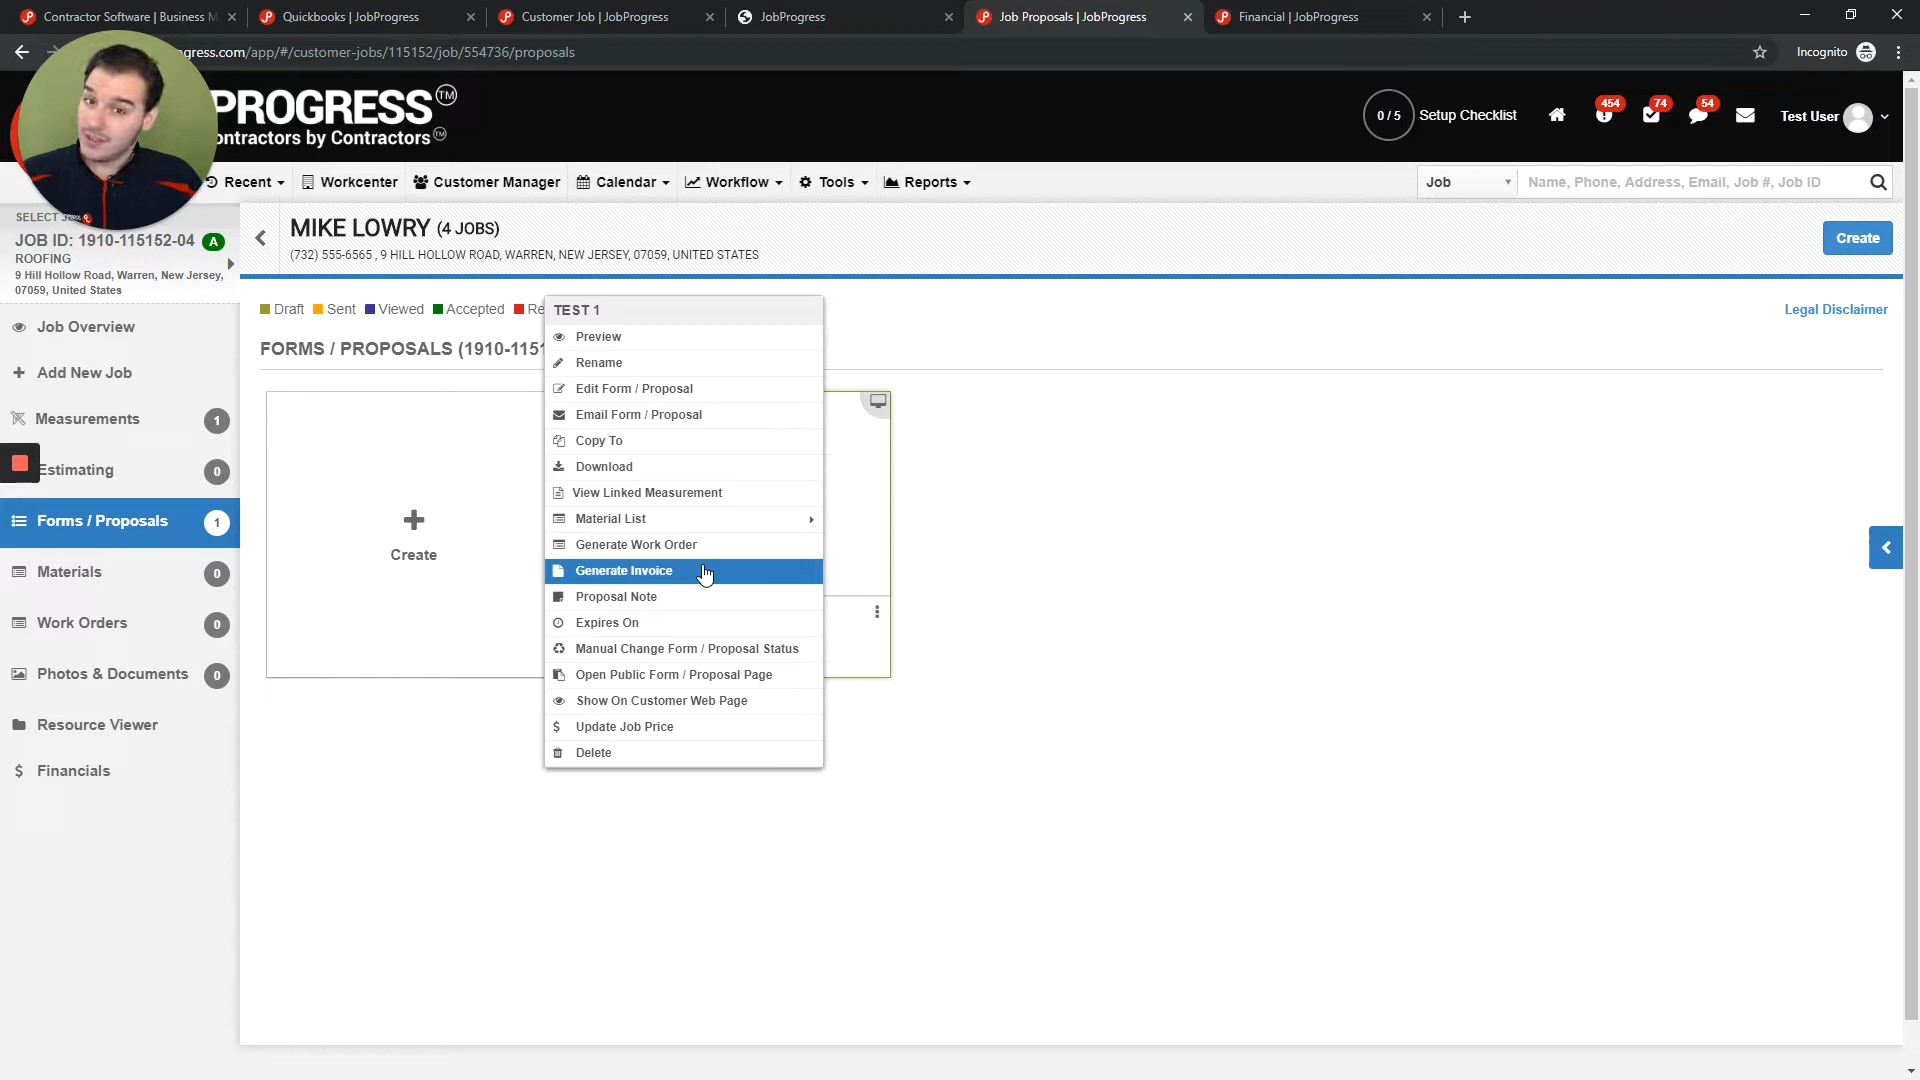 Contractor Software | Business M
Quickbooks | JobProgress
Customer Job | JobProgress
JobProgress
Job Proposals | JobProgress
Financial | JobProgress
gress.com/app/#/customer-jobs/115152/job/554736/proposals
Incognito
PROGRESS™
ontractors by Contractors
0 / 5
Setup Checklist
454
74
54
Test User
Recent
Workcenter
Customer Manager
Calendar
Workflow
Tools
Reports
Job
Name, Phone, Address, Email, Job #, Job ID
SELECT
JOB ID: 1910-115152-04 A
ROOFING
9 Hill Hollow Road, Warren, New Jersey,
07059, United States
MIKE LOWRY (4 JOBS)
(732) 555-6565 , 9 HILL HOLLOW ROAD, WARREN, NEW JERSEY, 07059, UNITED STATES
Create
Job Overview
Add New Job
Measurements 1
Estimating 0
Forms / Proposals 1
Materials 0
Work Orders 0
Photos & Documents 0
Resource Viewer
Financials
Draft Sent Viewed Accepted Re
Legal Disclaimer
FORMS / PROPOSALS (1910-1151
Create
TEST 1
Preview
Rename
Edit Form / Proposal
Email Form / Proposal
Copy To
Download
View Linked Measurement
Material List
Generate Work Order
Generate Invoice
Proposal Note
Expires On
Manual Change Form / Proposal Status
Open Public Form / Proposal Page
Show On Customer Web Page
Update Job Price
Delete